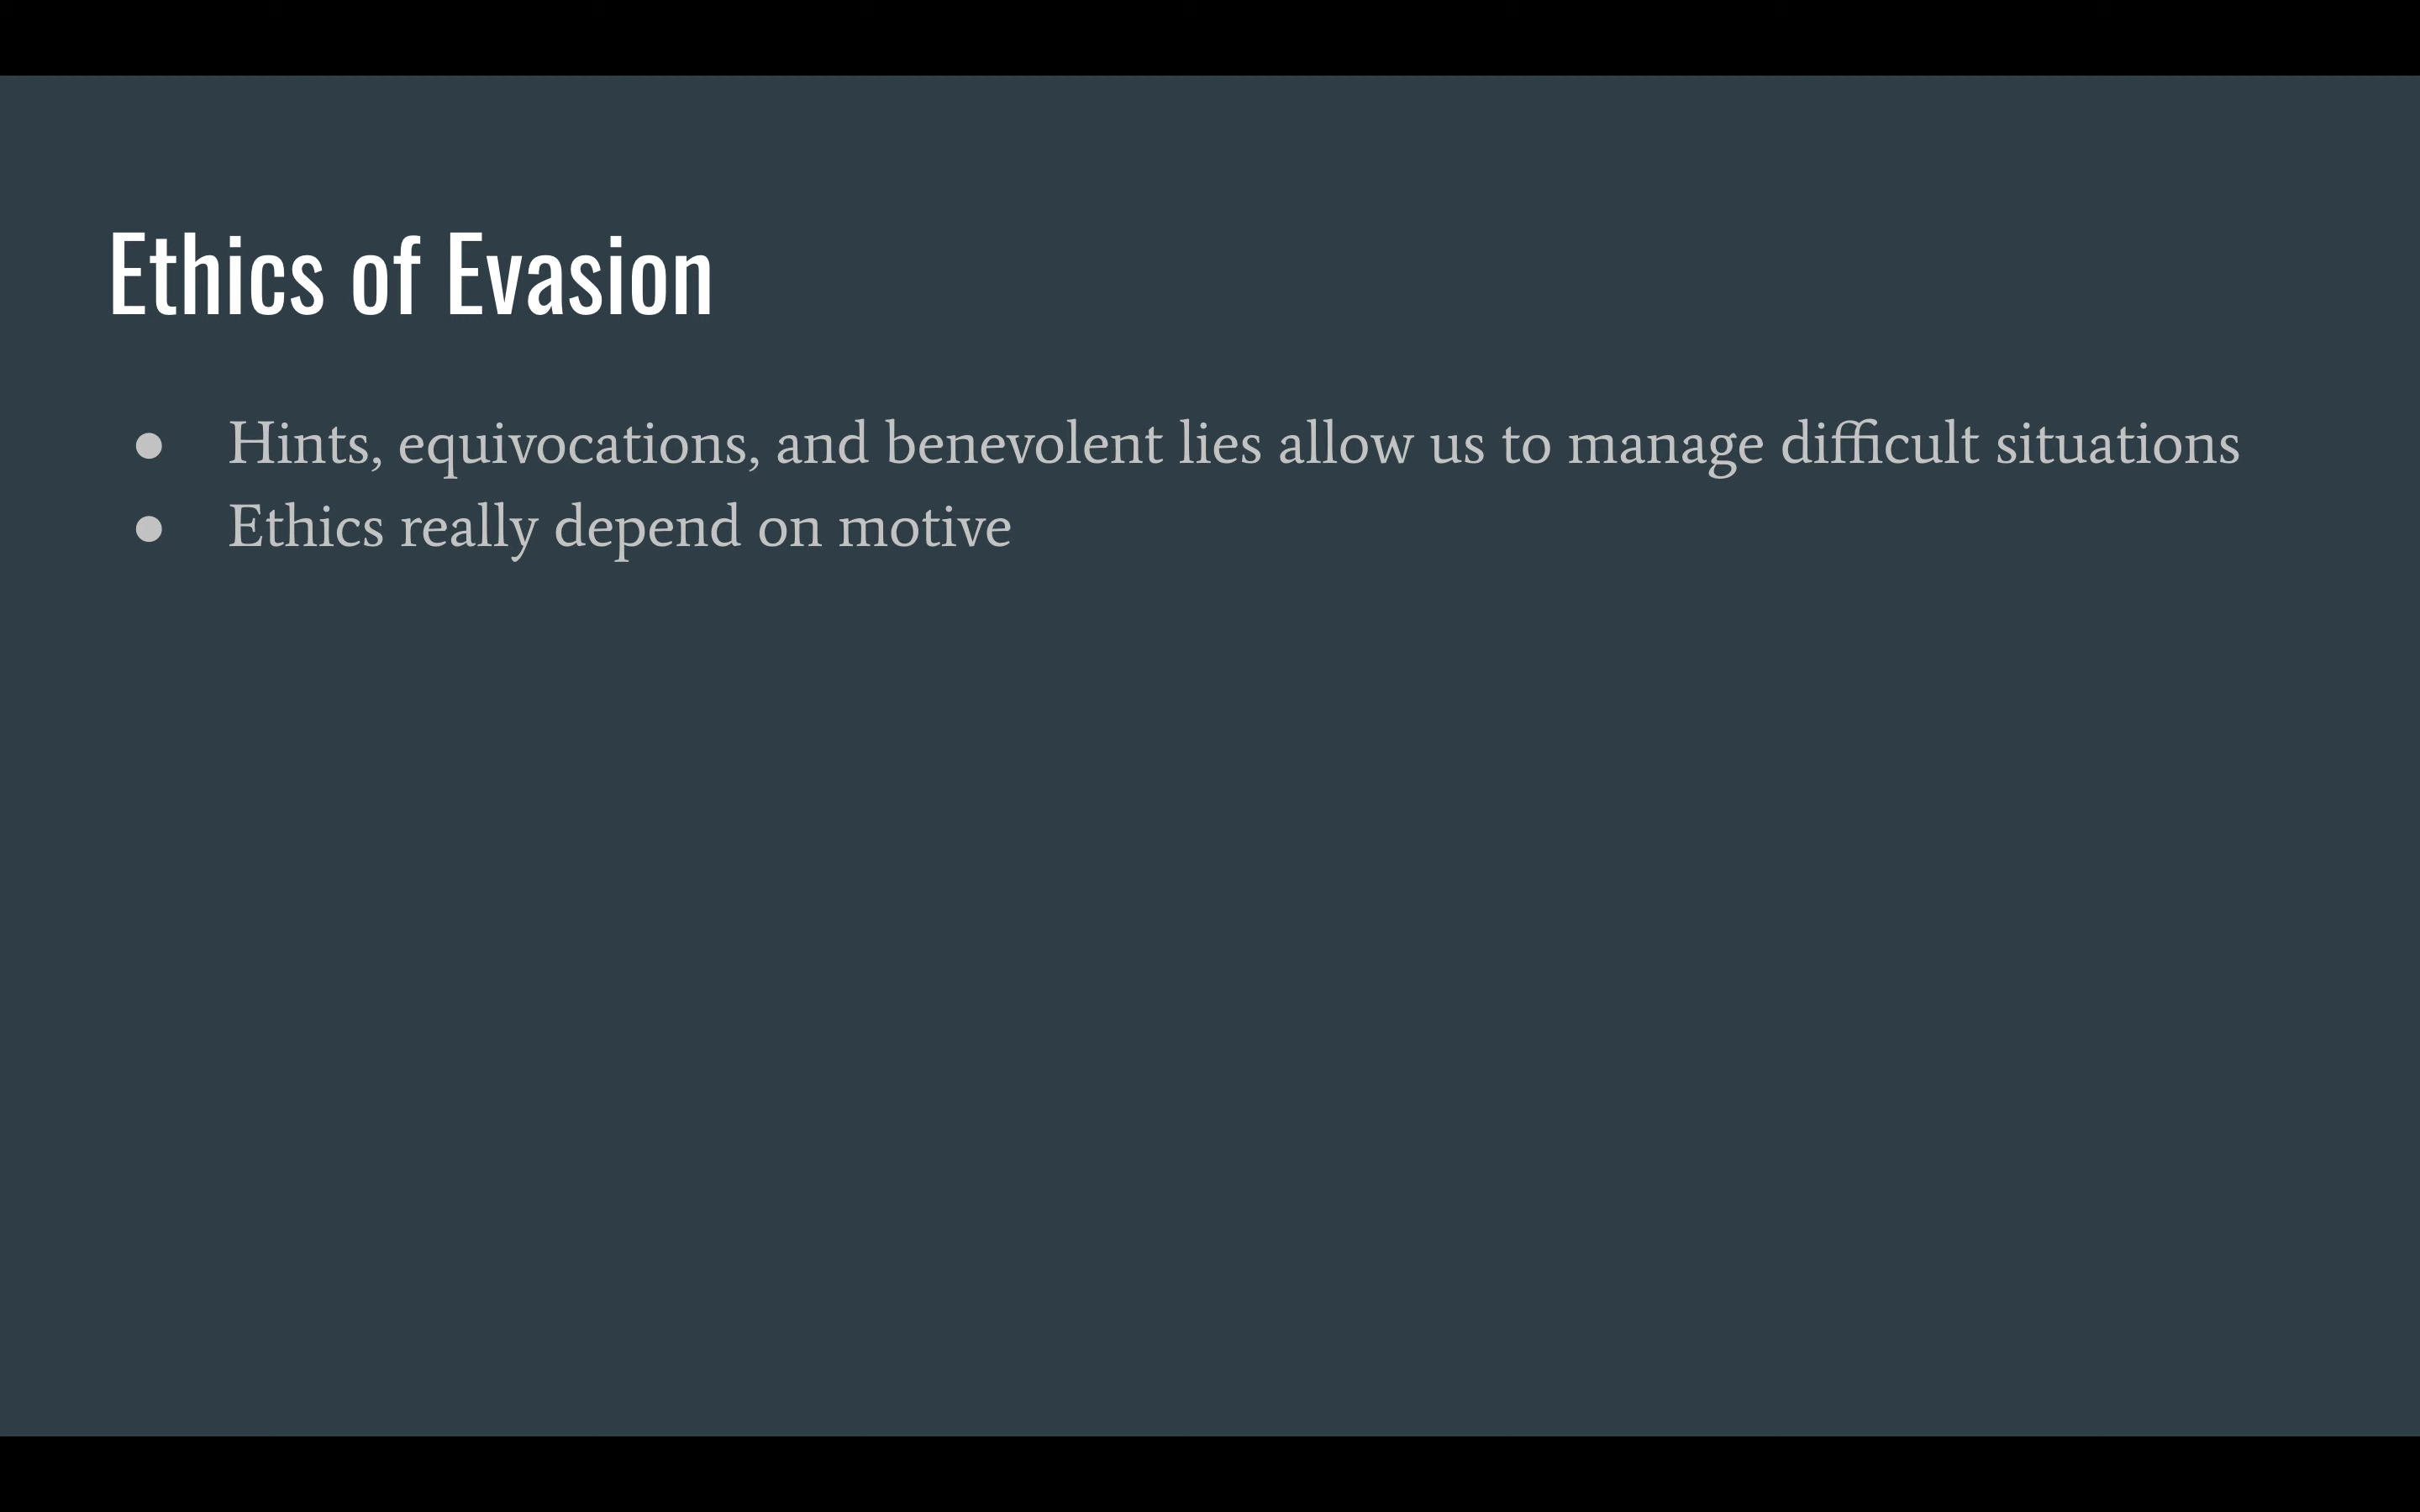 Ethics of Evasion
● Hints, equivocations, and benevolent lies allow us to manage difficult situations
● Ethics really depend on motive